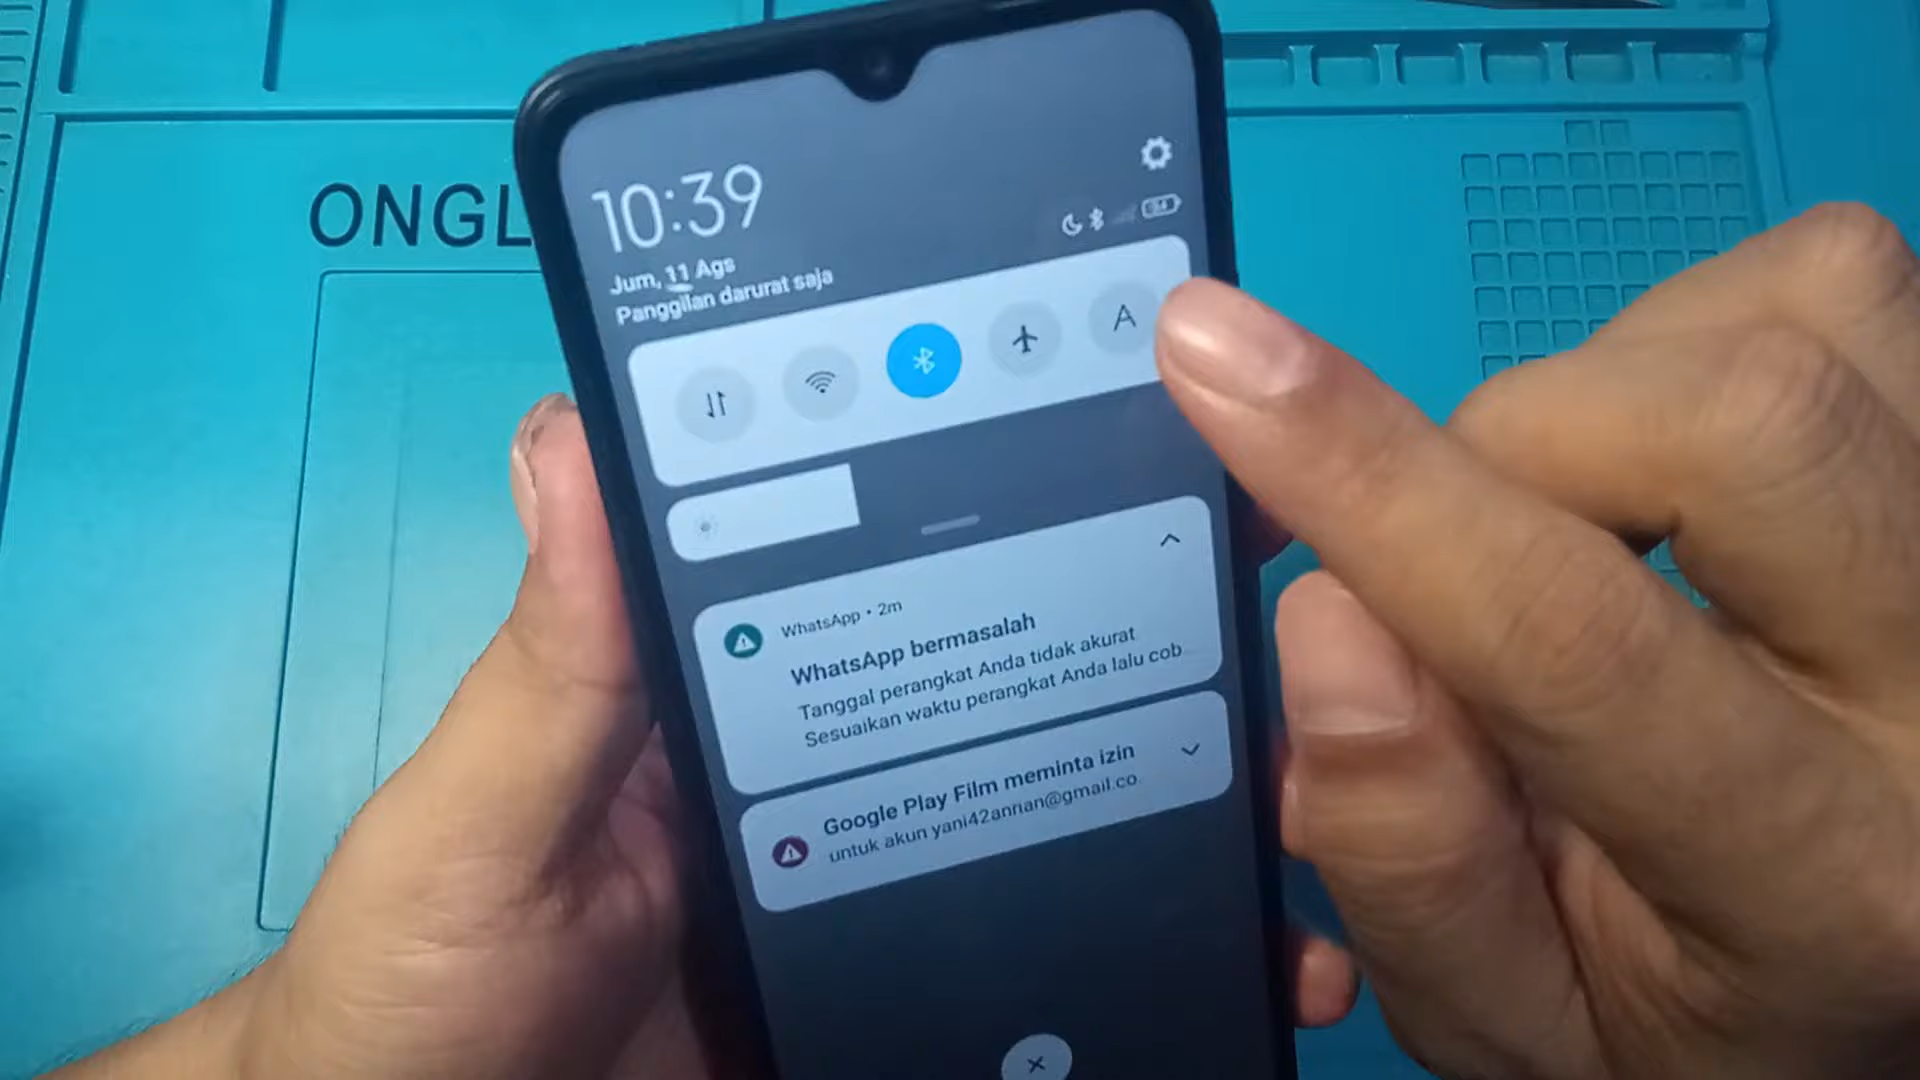 ONGL
10:39
Jum, 11 Ags
Panggilan darurat saja
A
WhatsApp • 2m
WhatsApp bermasalah
Tanggal perangkat Anda tidak akurat
Sesuaikan waktu perangkat Anda lalu cob
Google Play Film meminta izin
untuk akun yani42anrian@gmail.co